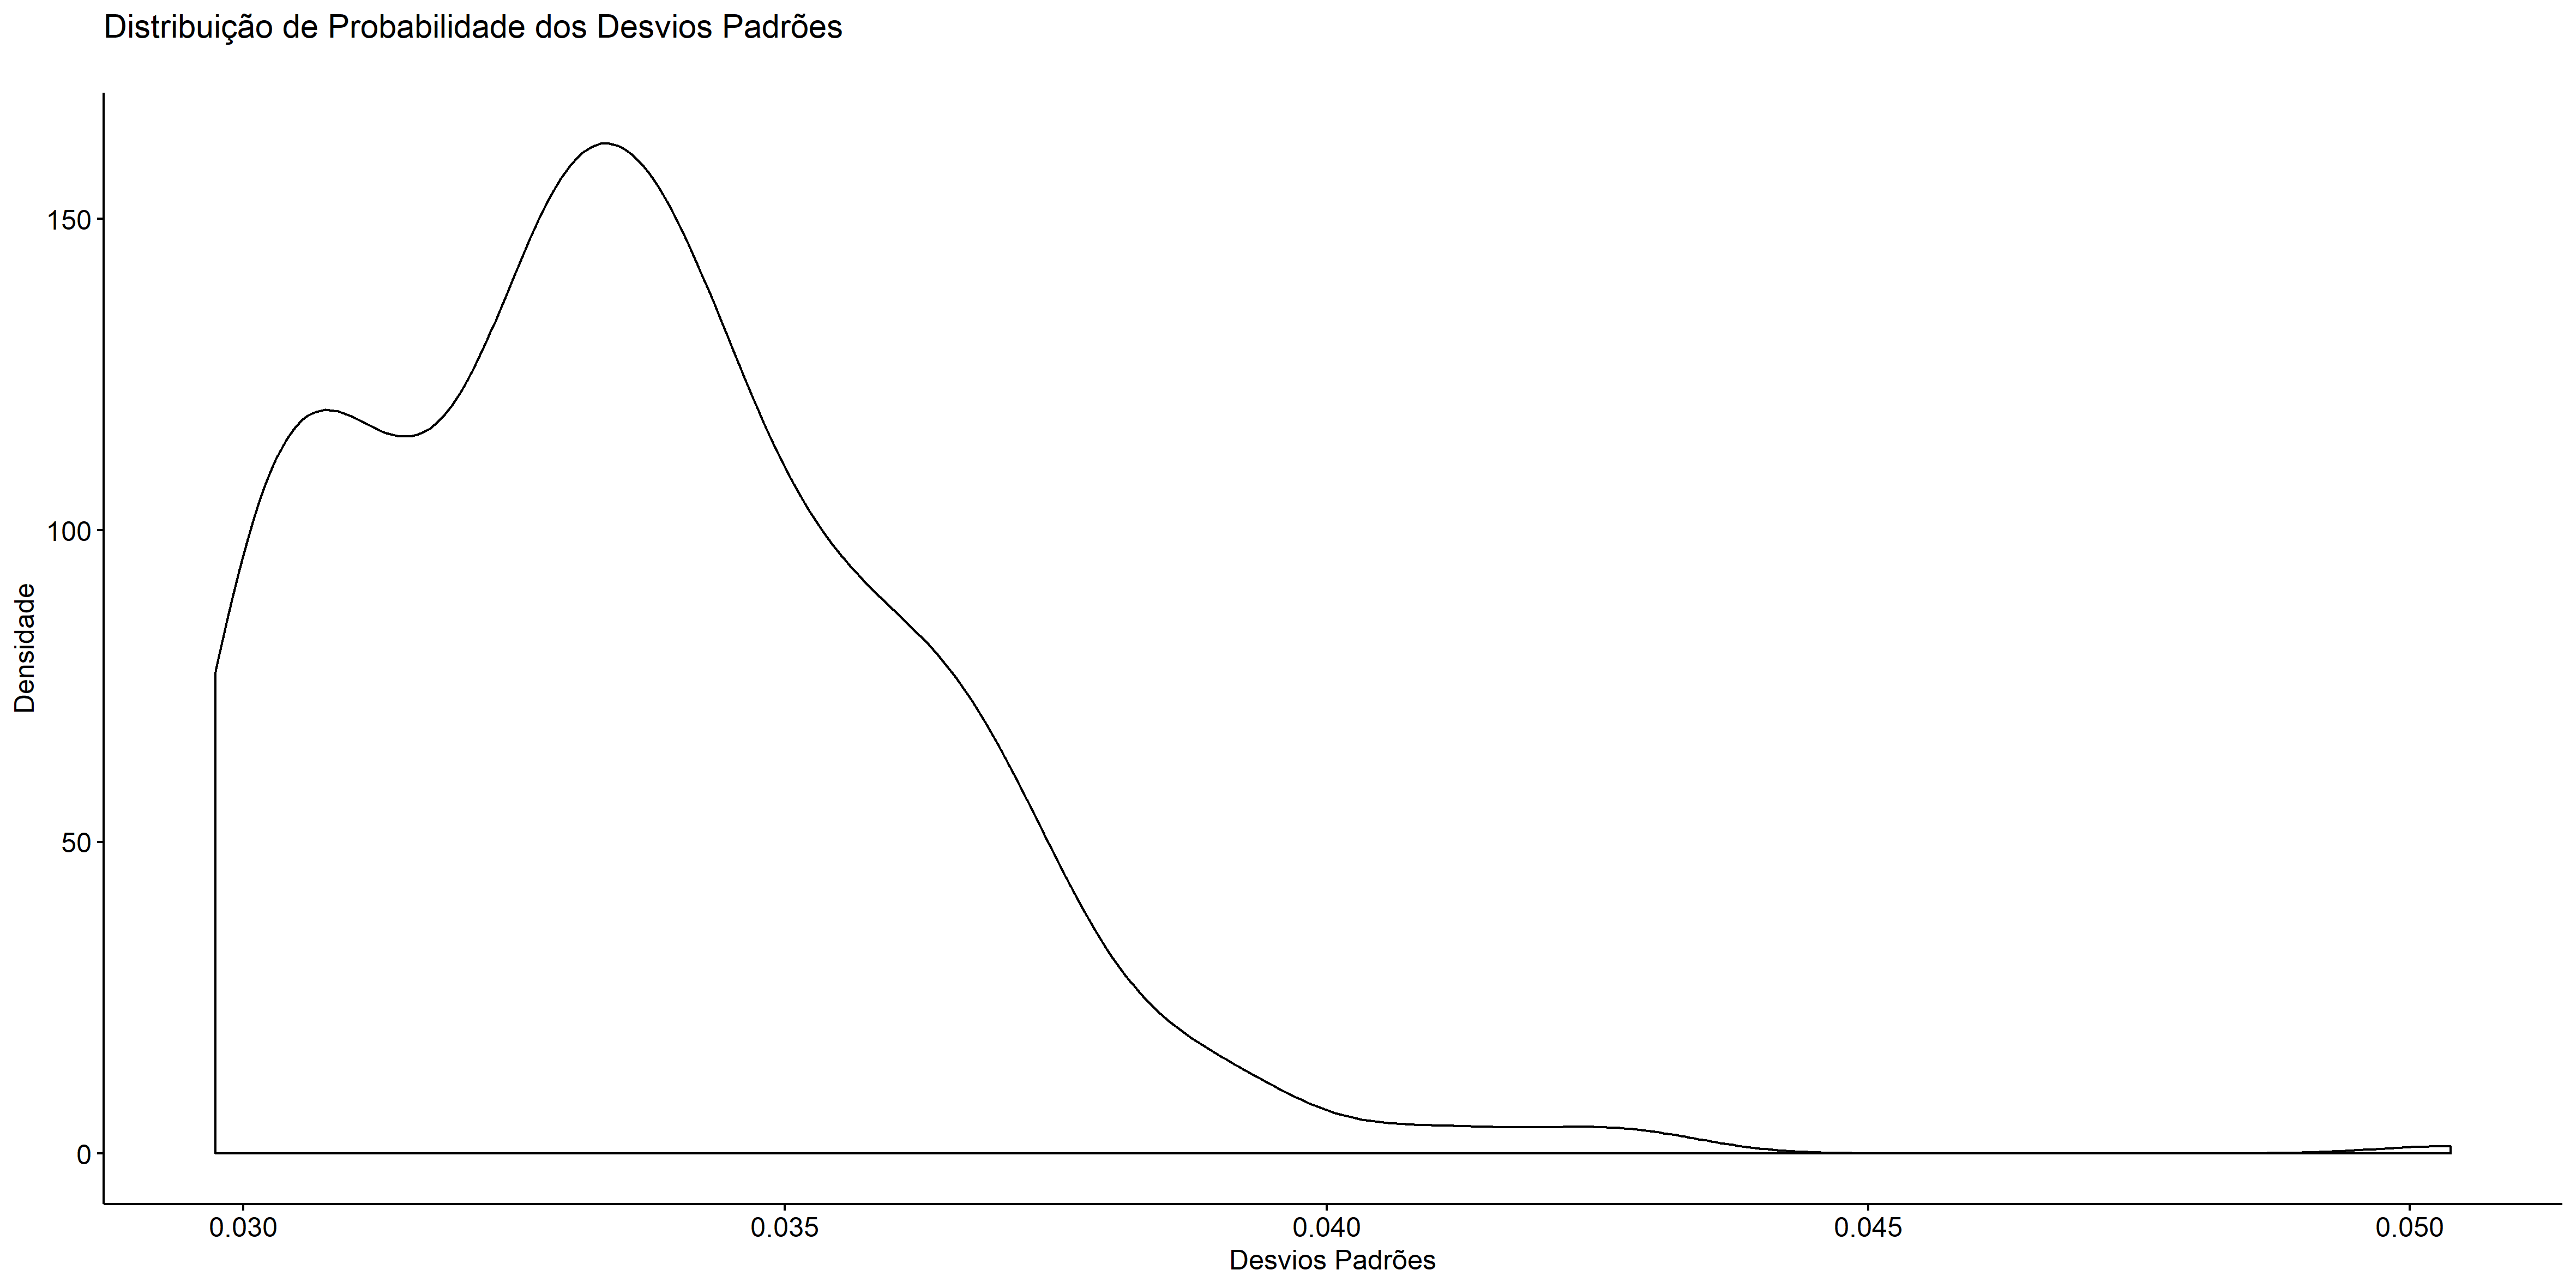 Distribuição de Probabilidade dos Desvios Padrões
Densidade
150
100
50
0
0.030 0.035 0.040 0.045 0.050
Desvios Padrões